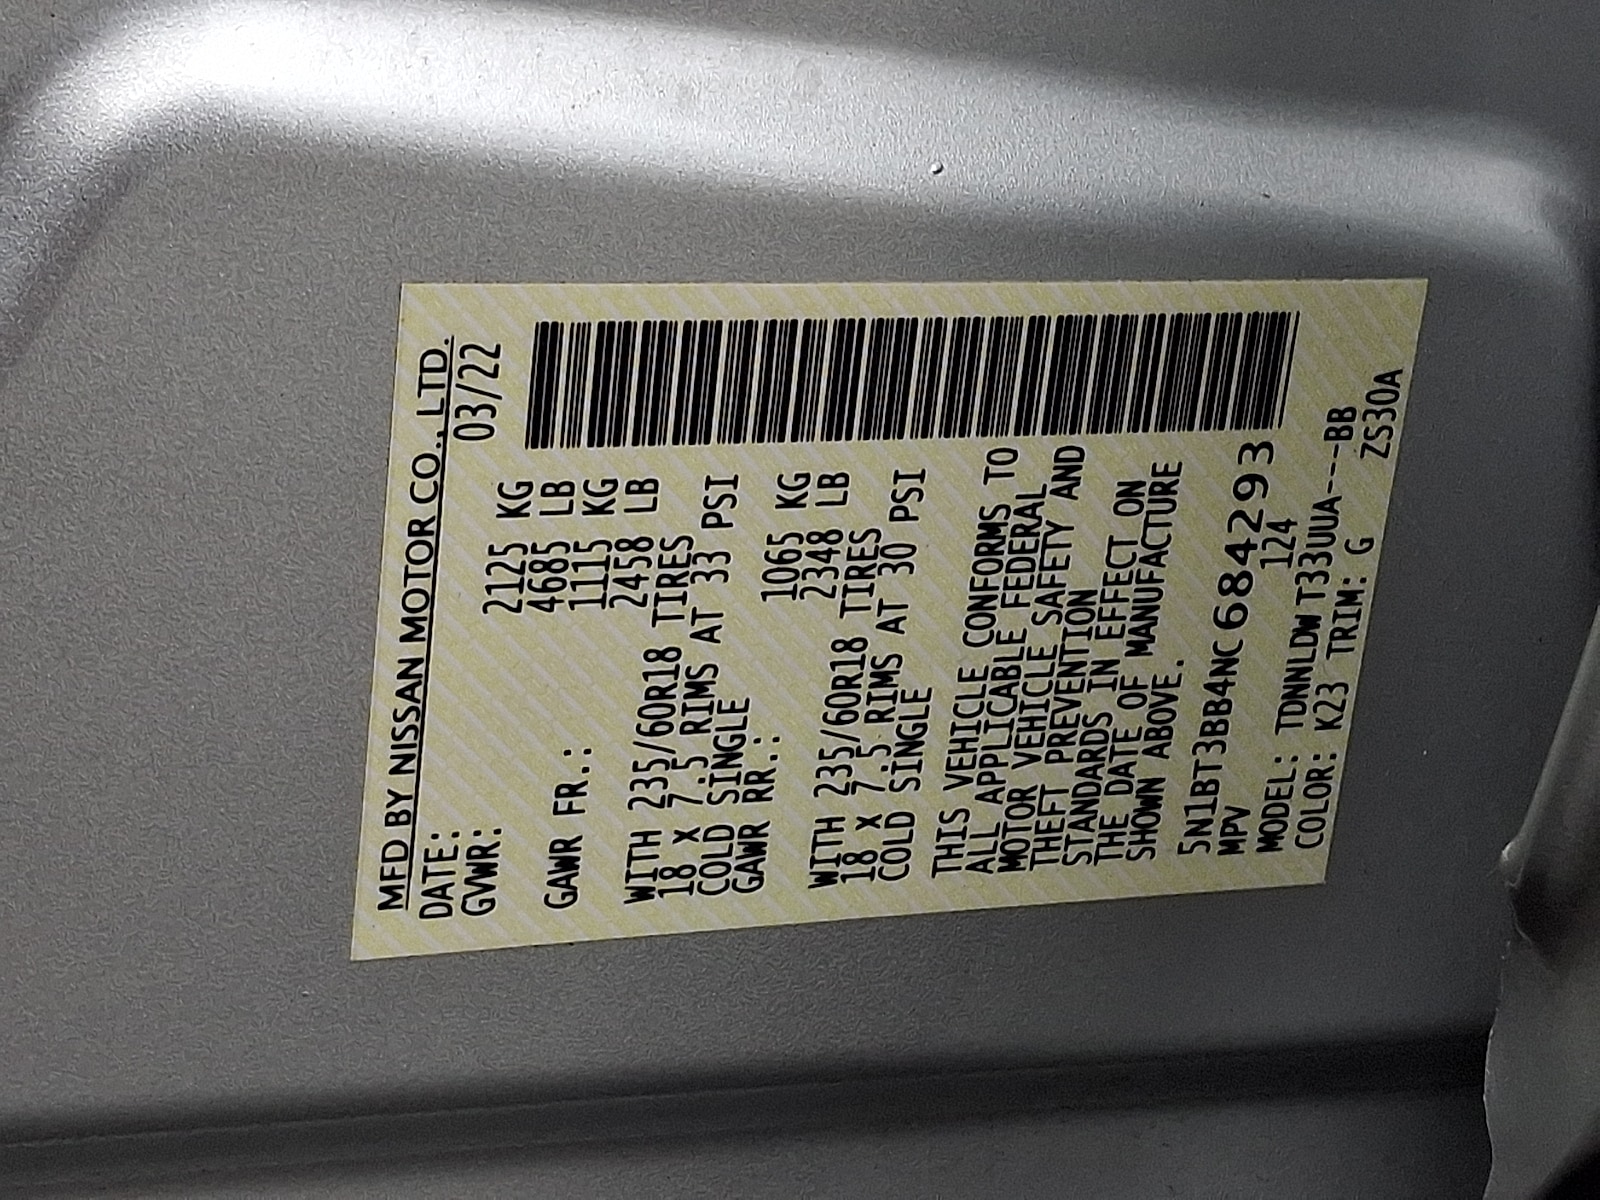 MFD BY NISSAN MOTOR CO., LTD.
DATE: 03/22
GVWR: 2125 KG
4685 LB
GAWR FR.: 1115 KG
2458 LB
WITH 235/60R18 TIRES
18 X 7.5 RIMS AT 33 PSI
COLD SINGLE
GAWR RR.: 1065 KG
2348 LB
WITH 235/60R18 TIRES
18 X 7.5 RIMS AT 30 PSI
COLD SINGLE
THIS VEHICLE CONFORMS TO
ALL APPLICABLE FEDERAL
MOTOR VEHICLE SAFETY AND
THEFT PREVENTION
STANDARDS IN EFFECT ON
THE DATE OF MANUFACTURE
SHOWN ABOVE.
5N1BT3BB4NC684293
MPV 124
MODEL: TDNNLDWT33UUA---BB
COLOR: K23 TRIM: G ZS30A